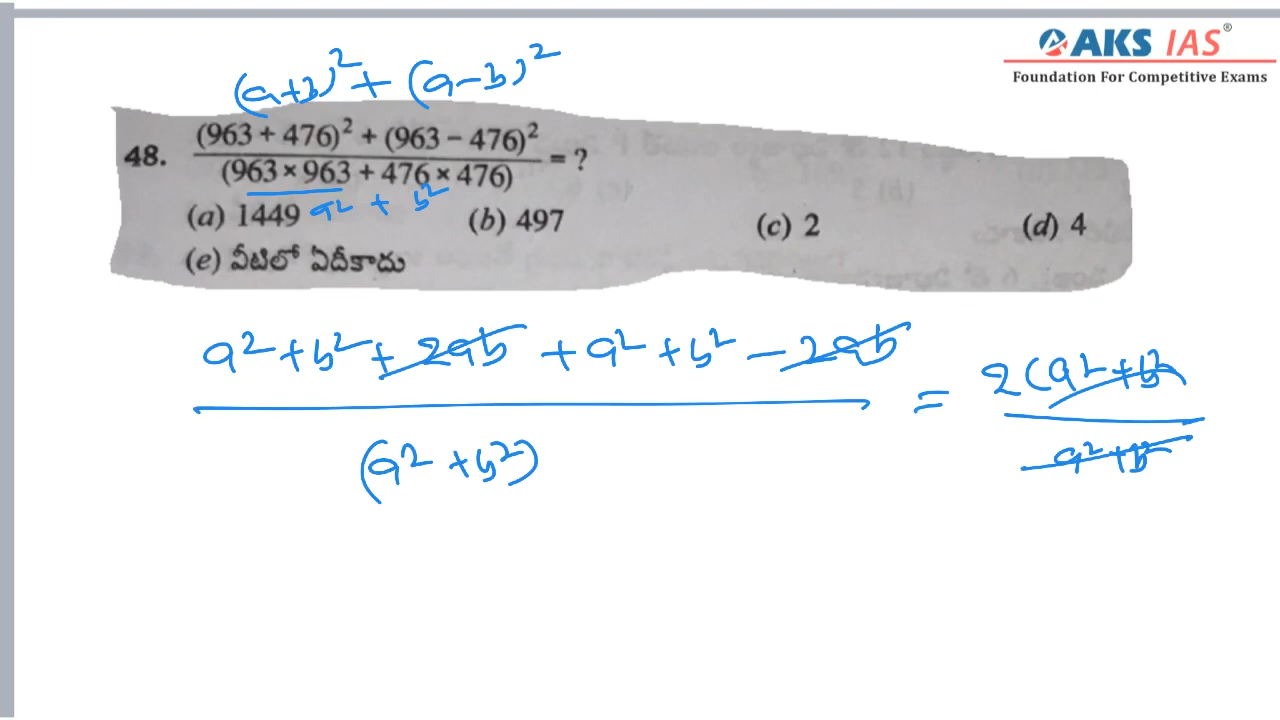 AKS IAS®
Foundation For Competitive Exams
(a+b)² + (a-b)²
48. (963 + 476)² + (963 − 476)² / (963 × 963 + 476 × 476) = ?
a² + b²
(a) 1449 (b) 497 (c) 2 (d) 4
(e) వీటిలో ఏదీకాదు
a² + b² + 2ab + a² + b² − 2ab / (a² + b²) = 2(a² + b² / a² + b²